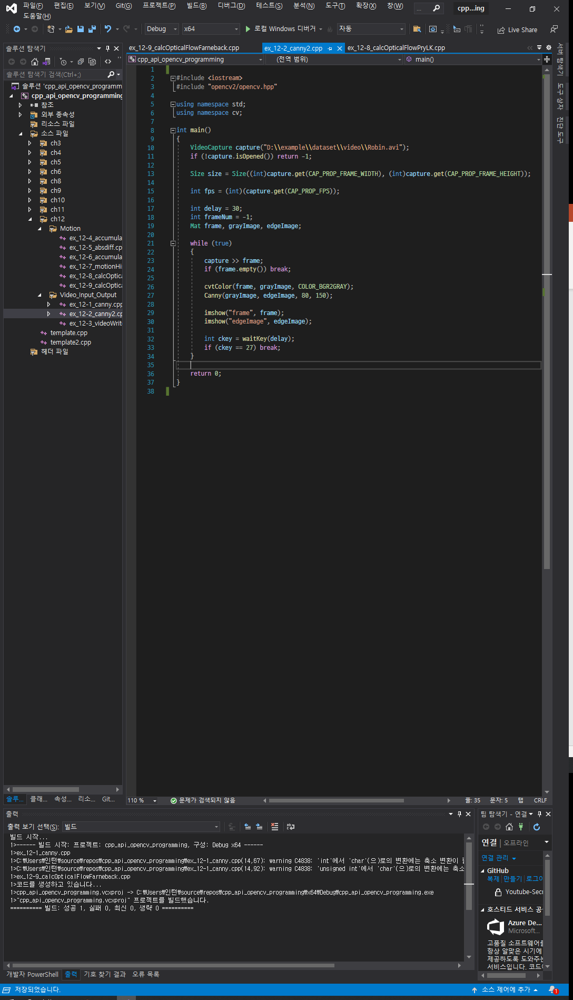 파일(F) 편집(E) 보기(V) Git(G) 프로젝트(P) 빌드(B) 디버그(D) 테스트(S) 분석(N) 도구(T) 확장(X) 창(W) ... cpp...ing
도움말(H)
Debug x64 로컬 Windows 디버거 자동 Live Share
솔루션 탐색기
솔루션 탐색기 검색(Ctrl+;)
솔루션 'cpp_api_opencv_programm
cpp_api_opencv_programming
참조
외부 종속성
리소스 파일
소스 파일
ch3
ch4
ch5
ch6
ch8
ch9
ch10
ch11
ch12
Motion
ex_12-4_accumula
ex_12-5_absdiff.cp
ex_12-6_accumula
ex_12-7_motionHi
ex_12-8_calcOptica
ex_12-9_calcOptica
Video_Input_Output
ex_12-1_canny.cpp
ex_12-2_canny2.cp
ex_12-3_videoWrit
template.cpp
template2.cpp
헤더 파일
솔루... 클래... 속성... 리소... Git...
ex_12-9_calcOpticalFlowFarneback.cpp ex_12-2_canny2.cpp ex_12-8_calcOpticalFlowPryLK.cpp
cpp_api_opencv_programming (전역 범위) main()
1
2 #include <iostream>
3 #include "opencv2/opencv.hpp"
4
5 using namespace std;
6 using namespace cv;
7
8 int main()
9 {
10 VideoCapture capture("D:\\example\\dataset\\video\\Robin.avi");
11 if (!capture.isOpened()) return -1;
12
13 Size size = Size((int)capture.get(CAP_PROP_FRAME_WIDTH), (int)capture.get(CAP_PROP_FRAME_HEIGHT));
14
15 int fps = (int)(capture.get(CAP_PROP_FPS));
16
17 int delay = 30;
18 int frameNum = -1;
19 Mat frame, grayImage, edgeImage;
20
21 while (true)
22 {
23 capture >> frame;
24 if (frame.empty()) break;
25
26 cvtColor(frame, grayImage, COLOR_BGR2GRAY);
27 Canny(grayImage, edgeImage, 80, 150);
28
29 imshow("frame", frame);
30 imshow("edgeImage", edgeImage);
31
32 int ckey = waitKey(delay);
33 if (ckey == 27) break;
34 }
35
36 return 0;
37 }
38
110 % 문제가 검색되지 않음 줄: 35 문자: 5 탭 CRLF
서버 탐색기
도구 상자
진단 도구
출력
출력 보기 선택(S): 빌드
빌드 시작...
1>------ 빌드 시작: 프로젝트: cpp_api_opencv_programming, 구성: Debug x64 ------
1>ex_12-1_canny.cpp
1>C:₩Users₩인턴₩source₩repos₩cpp_api_opencv_programming₩ex_12-1_canny.cpp(14,67): warning C4838: 'int'에서 'char'(으)로의 변환에는 축소 변환이
1>C:₩Users₩인턴₩source₩repos₩cpp_api_opencv_programming₩ex_12-1_canny.cpp(14,92): warning C4838: 'unsigned int'에서 'char'(으)로의 변환에는 축소
1>ex_12-9_calcOpticalFlowFarneback.cpp
1>코드를 생성하고 있습니다...
1>cpp_api_opencv_programming.vcxproj -> C:₩Users₩인턴₩source₩repos₩cpp_api_opencv_programming₩x64₩Debug₩cpp_api_opencv_programming.exe
1>"cpp_api_opencv_programming.vcxproj" 프로젝트를 빌드했습니다.
========== 빌드: 성공 1, 실패 0, 최신 0, 생략 0 ==========
개발자 PowerShell 출력 기호 찾기 결과 오류 목록
팀 탐색기 - 연결
연결 | 오프라인
연결 관리
GitHub
복제 | 만들기 | 로그아
Youtube-Secr
호스티드 서비스 공
Azure De...
Microsoft...
고품질 소프트웨어를
항상 알맞은 시기에
제공하도록 도와주는
서비스입니다. 코드
저장되었습니다. 소스 제어에 추가 1